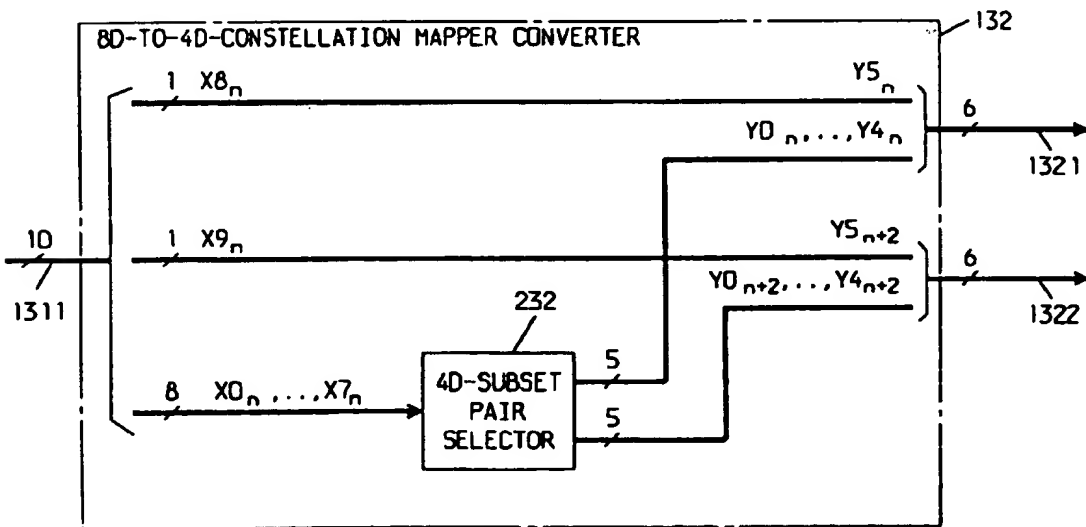 8D-TO-4D-CONSTELLATION MAPPER CONVERTER
132
1 X8n
Y5n
6
Y0n,...,Y4n
1321
10
1 X9n
Y5n+2
6
1311
Y0n+2,...,Y4n+2
1322
232
8 X0n,...,X7n
4D-SUBSET
PAIR
SELECTOR
5
5